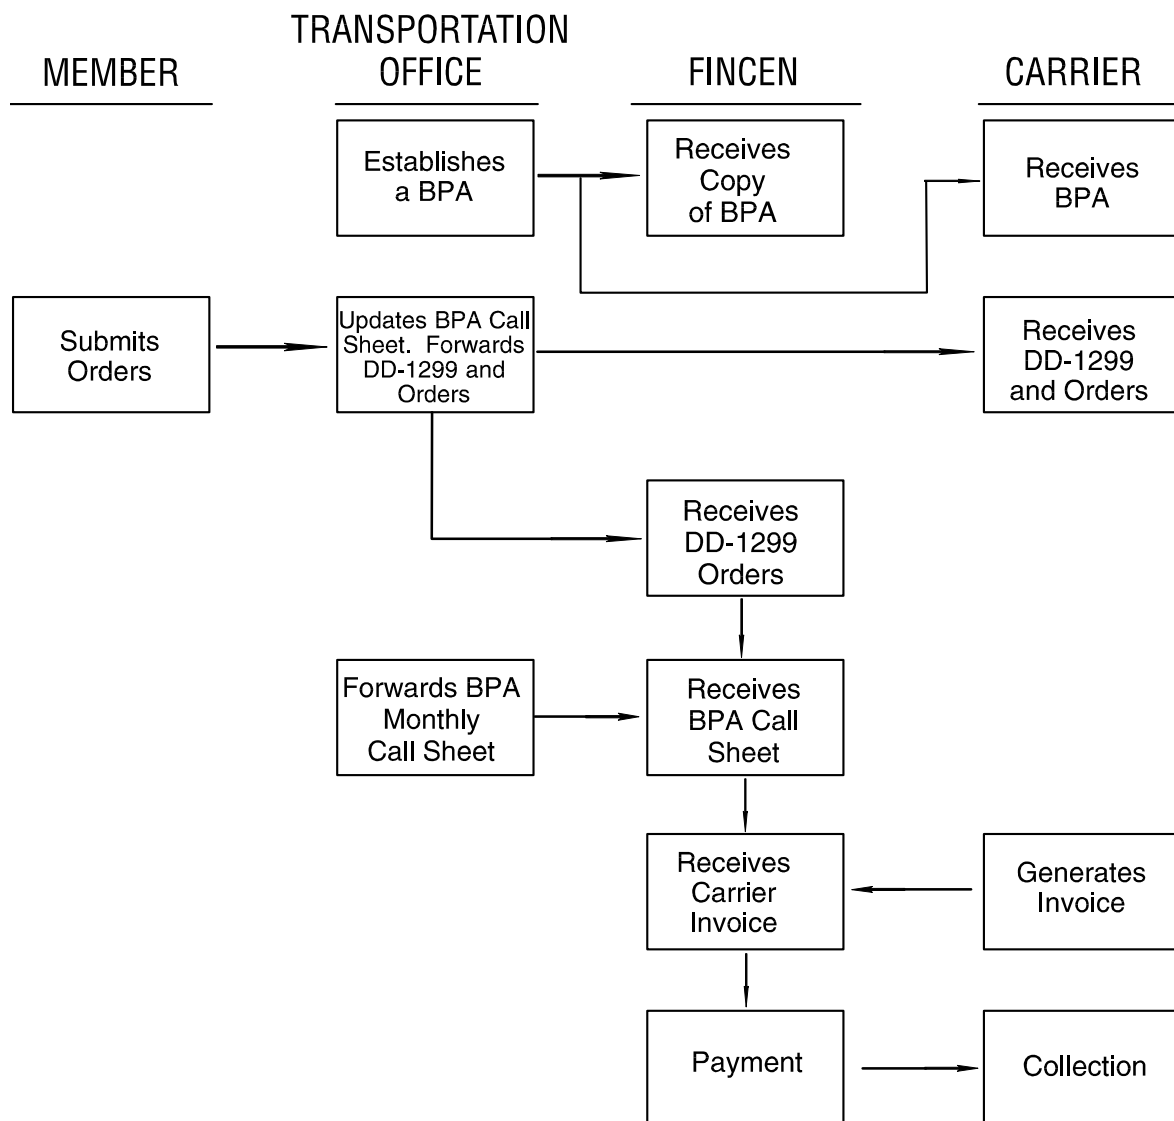 TRANSPORTATION
MEMBER
OFFICE
FINCEN
CARRIER
Establishes
a BPA
Receives
Copy
of BPA
Receives
BPA
Submits
Orders
Updates BPA Call
Sheet. Forwards
DD-1299 and
Orders
Receives
DD-1299
and Orders
Receives
DD-1299
Orders
Forwards BPA
Monthly
Call Sheet
Receives
BPA Call
Sheet
Receives
Carrier
Invoice
Generates
Invoice
Payment
Collection